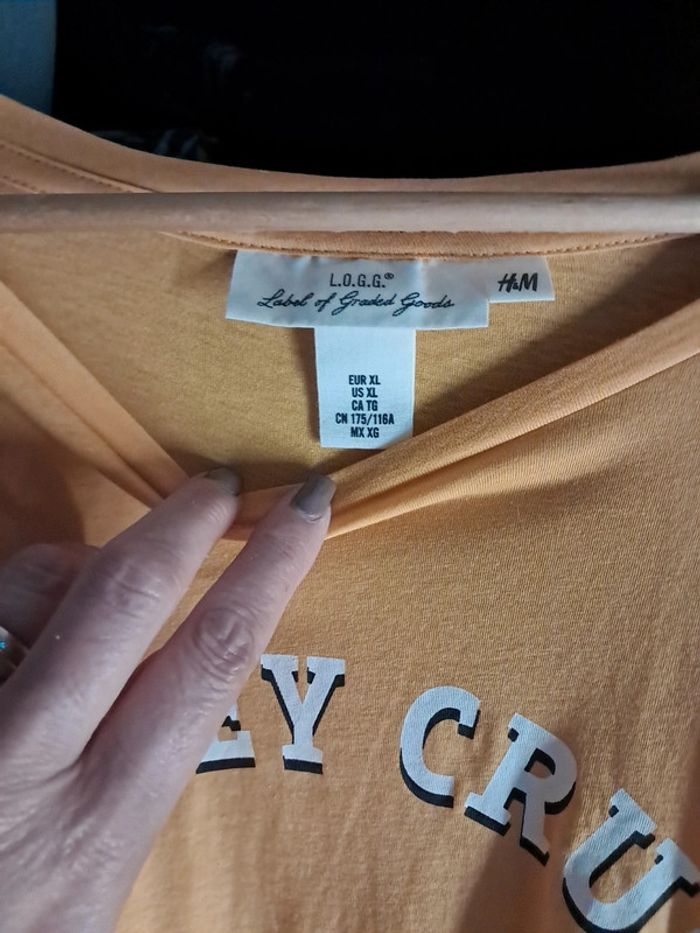 L.O.G.G.®
Label of Graded Goods
H&M
EUR XL
US XL
CA TG
CN 175/116A
MX XG
EY CRU